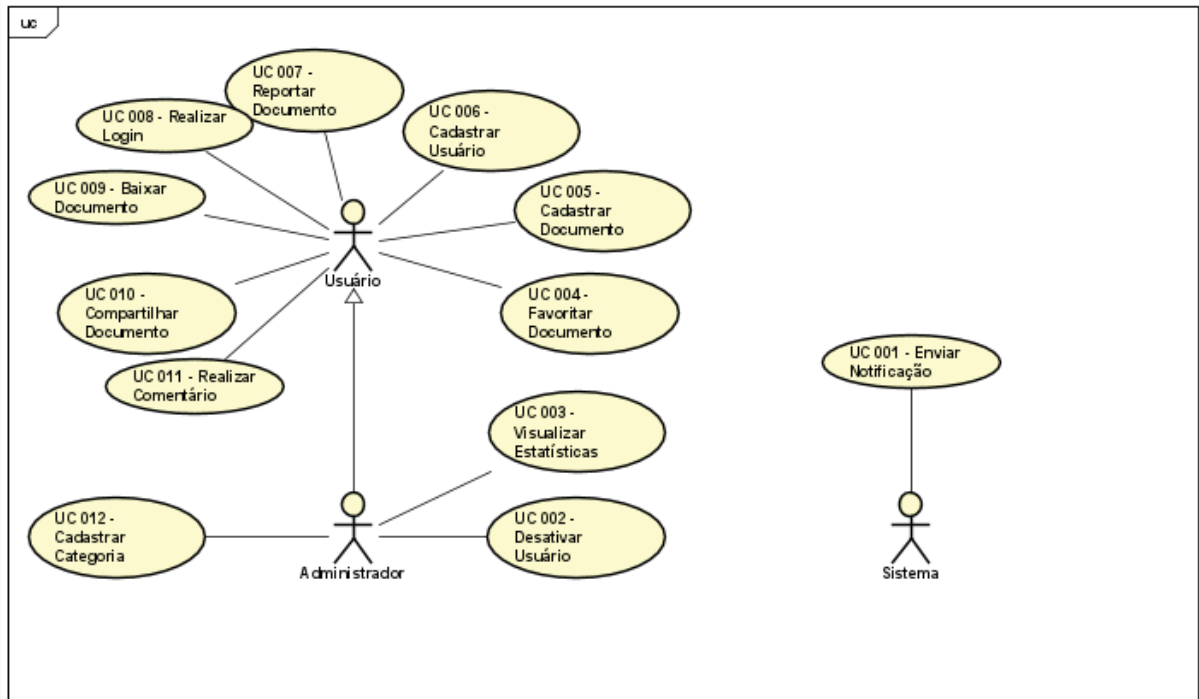 uc
UC 007 -
Reportar
Documento
UC 008 - Realizar
Login
UC 006 -
Cadastrar
Usuário
UC 009 - Baixar
Documento
UC 005 -
Cadastrar
Documento
Usuário
UC 010 -
Compartilhar
Documento
UC 004 -
Favoritar
Documento
UC 011 - Realizar
Comentário
UC 001 - Enviar
Notificação
UC 003 -
Visualizar
Estatísticas
UC 012 -
Cadastrar
Categoria
Administrador
UC 002 -
Desativar
Usuário
Sistema